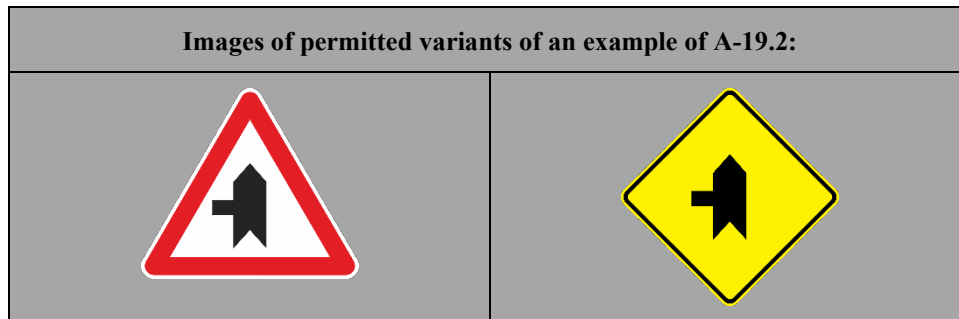 Images of permitted variants of an example of A-19.2: